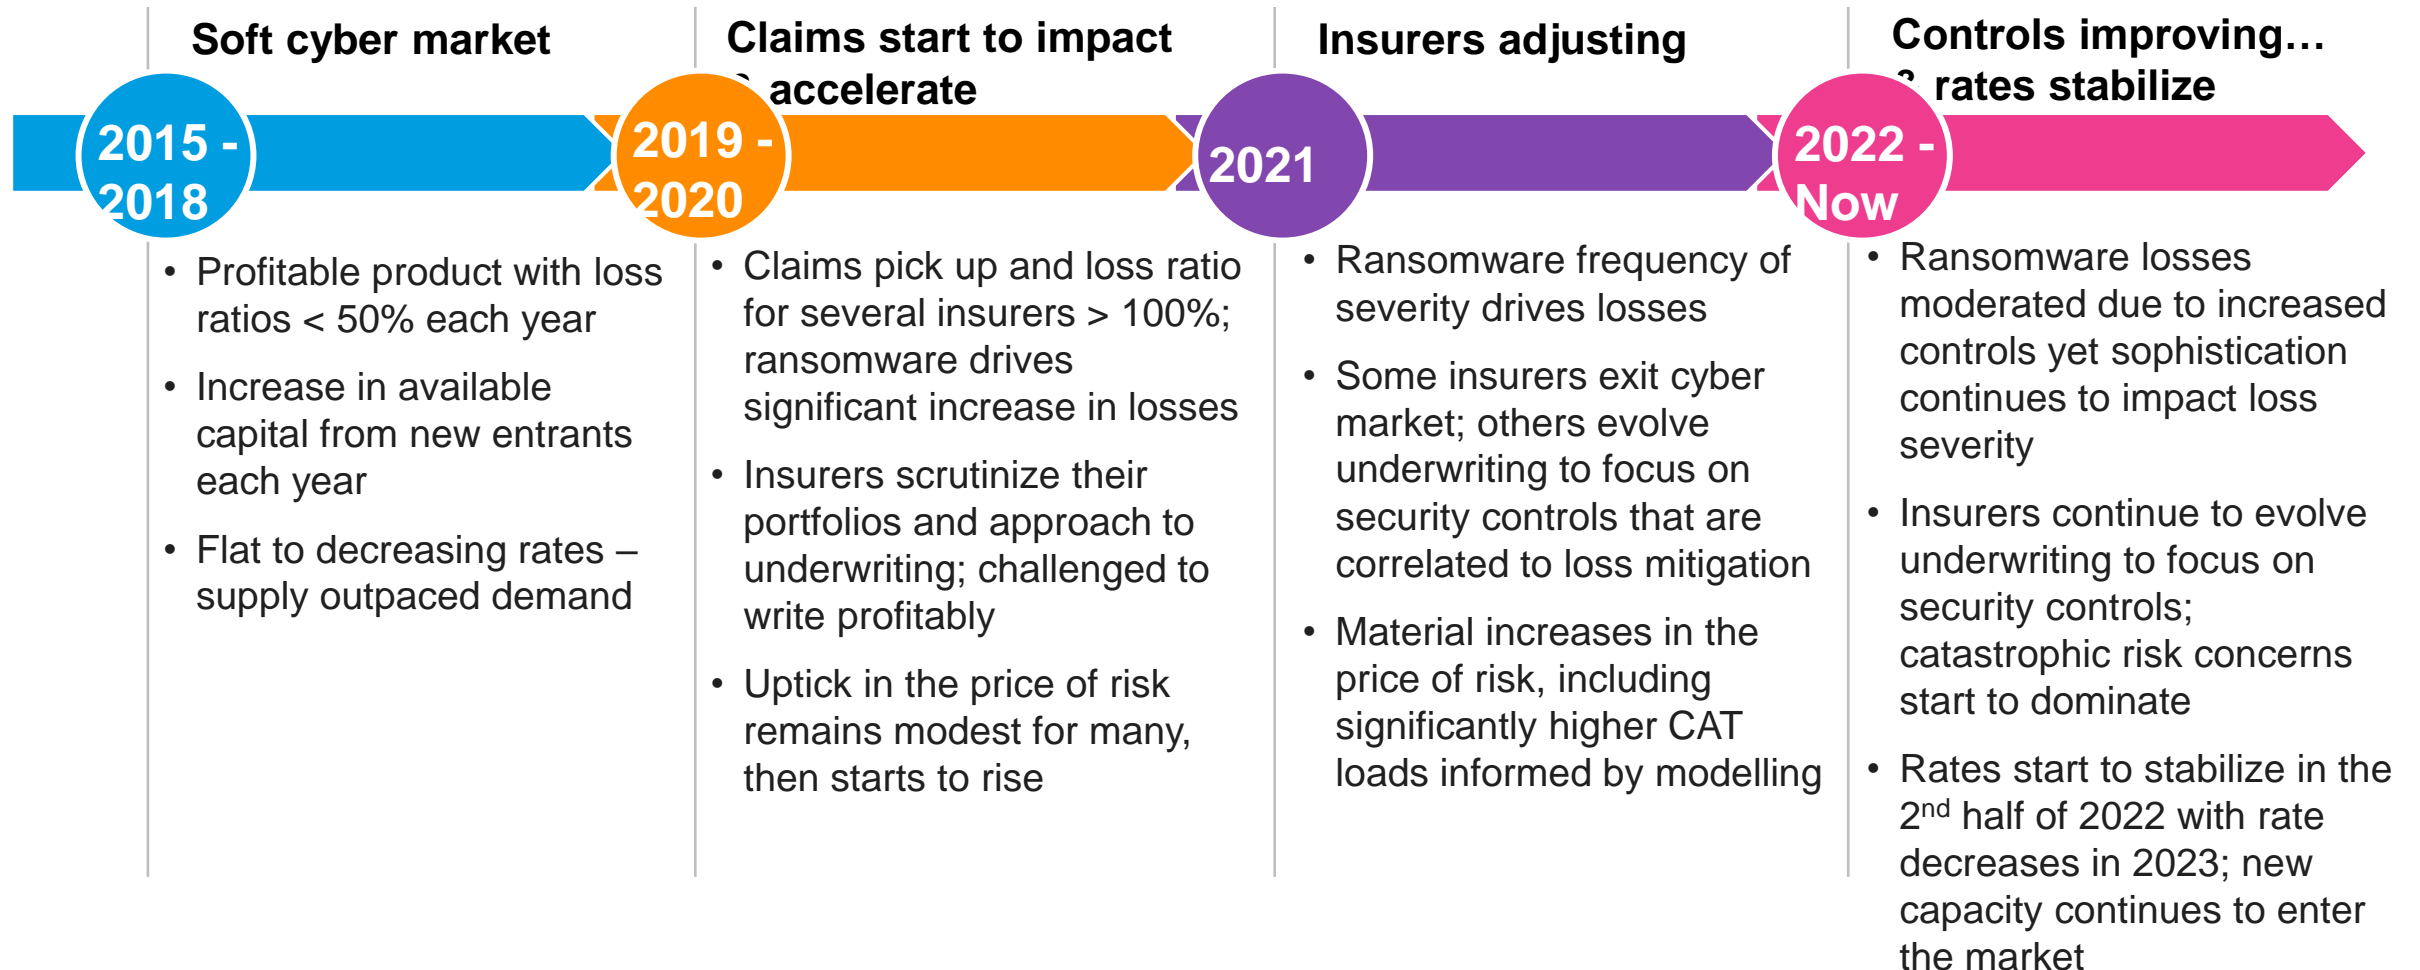 Soft cyber market
2015 -
2018
• Profitable product with loss
ratios < 50% each year
• Increase in available
capital from new entrants
each year
• Flat to decreasing rates –
supply outpaced demand
Claims start to impact
& accelerate
2019 -
2020
• Claims pick up and loss ratio
for several insurers > 100%;
ransomware drives
significant increase in losses
• Insurers scrutinize their
portfolios and approach to
underwriting; challenged to
write profitably
• Uptick in the price of risk
remains modest for many,
then starts to rise
Insurers adjusting
2021
• Ransomware frequency of
severity drives losses
• Some insurers exit cyber
market; others evolve
underwriting to focus on
security controls that are
correlated to loss mitigation
• Material increases in the
price of risk, including
significantly higher CAT
loads informed by modelling
Controls improving…
& rates stabilize
2022 -
Now
• Ransomware losses
moderated due to increased
controls yet sophistication
continues to impact loss
severity
• Insurers continue to evolve
underwriting to focus on
security controls;
catastrophic risk concerns
start to dominate
• Rates start to stabilize in the
2nd half of 2022 with rate
decreases in 2023; new
capacity continues to enter
the market